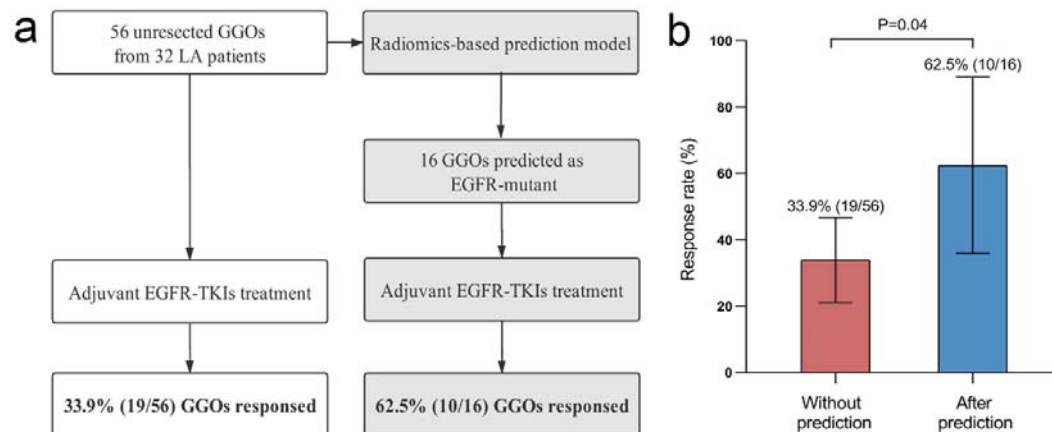 a
56 unresected GGOs
from 32 LA patients
Radiomics-based prediction model
16 GGOs predicted as
EGFR-mutant
Adjuvant EGFR-TKIs treatment
Adjuvant EGFR-TKIs treatment
33.9% (19/56) GGOs responsed
62.5% (10/16) GGOs responsed
b
P=0.04
62.5% (10/16)
33.9% (19/56)
Response rate (%)
100
80
60
40
20
0
Without
prediction
After
prediction